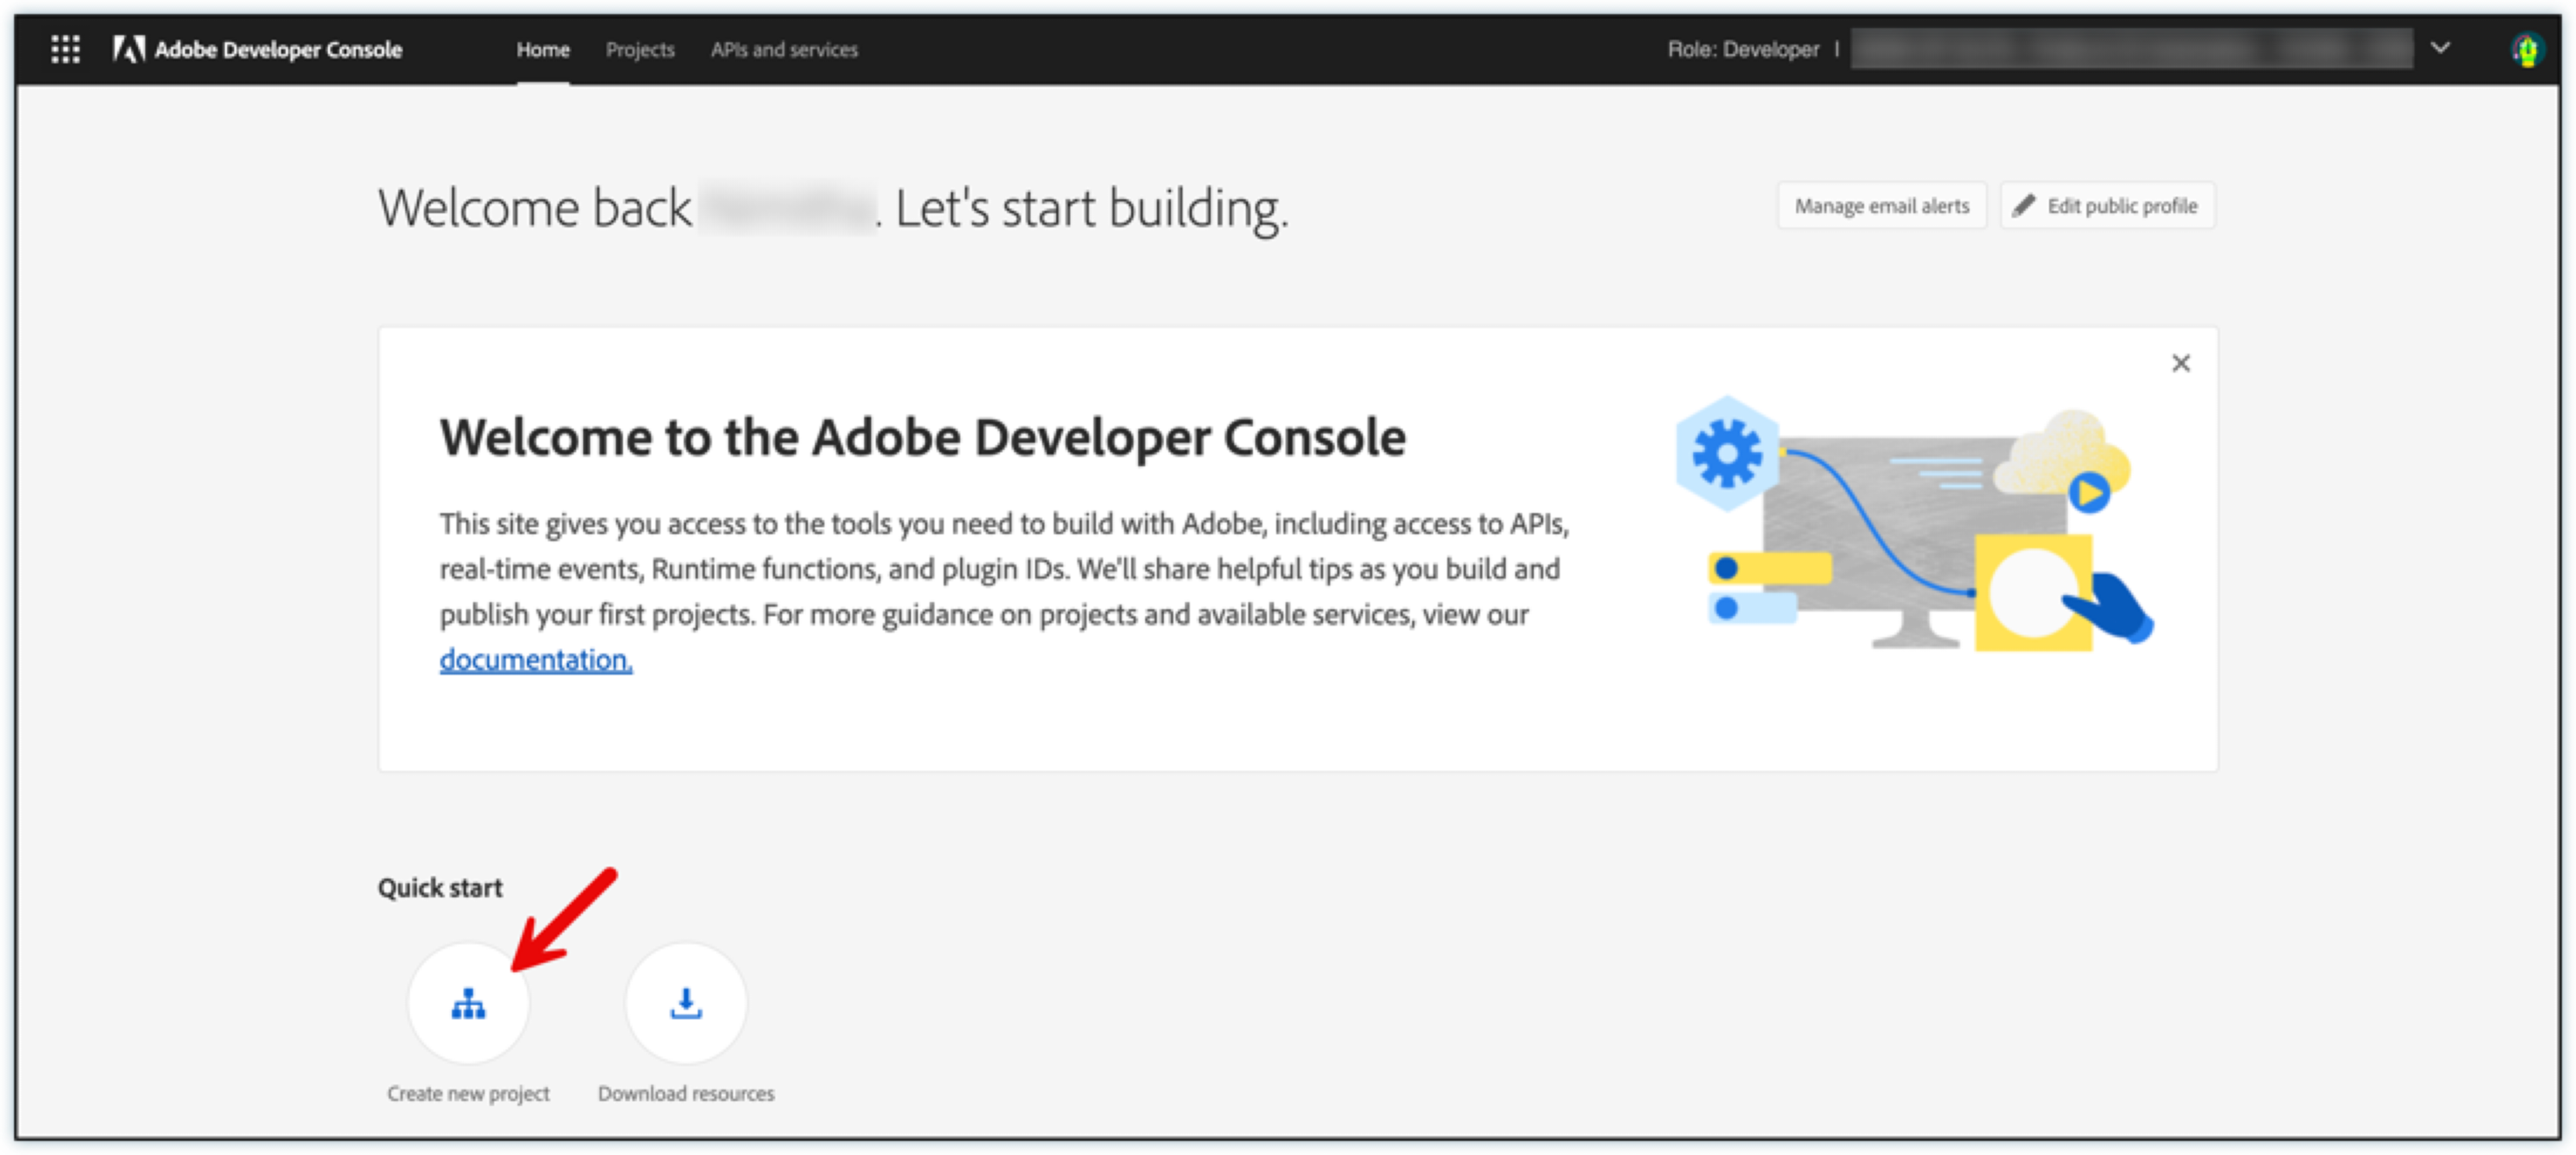 Adobe Developer Console
Home
Projects
APIs and services
Role: Developer |
Welcome back
. Let's start building.
Manage email alerts
Edit public profile
Welcome to the Adobe Developer Console
This site gives you access to the tools you need to build with Adobe, including access to APIs,
real-time events, Runtime functions, and plugin IDs. We'll share helpful tips as you build and
publish your first projects. For more guidance on projects and available services, view our
documentation.
Quick start
Create new project
Download resources